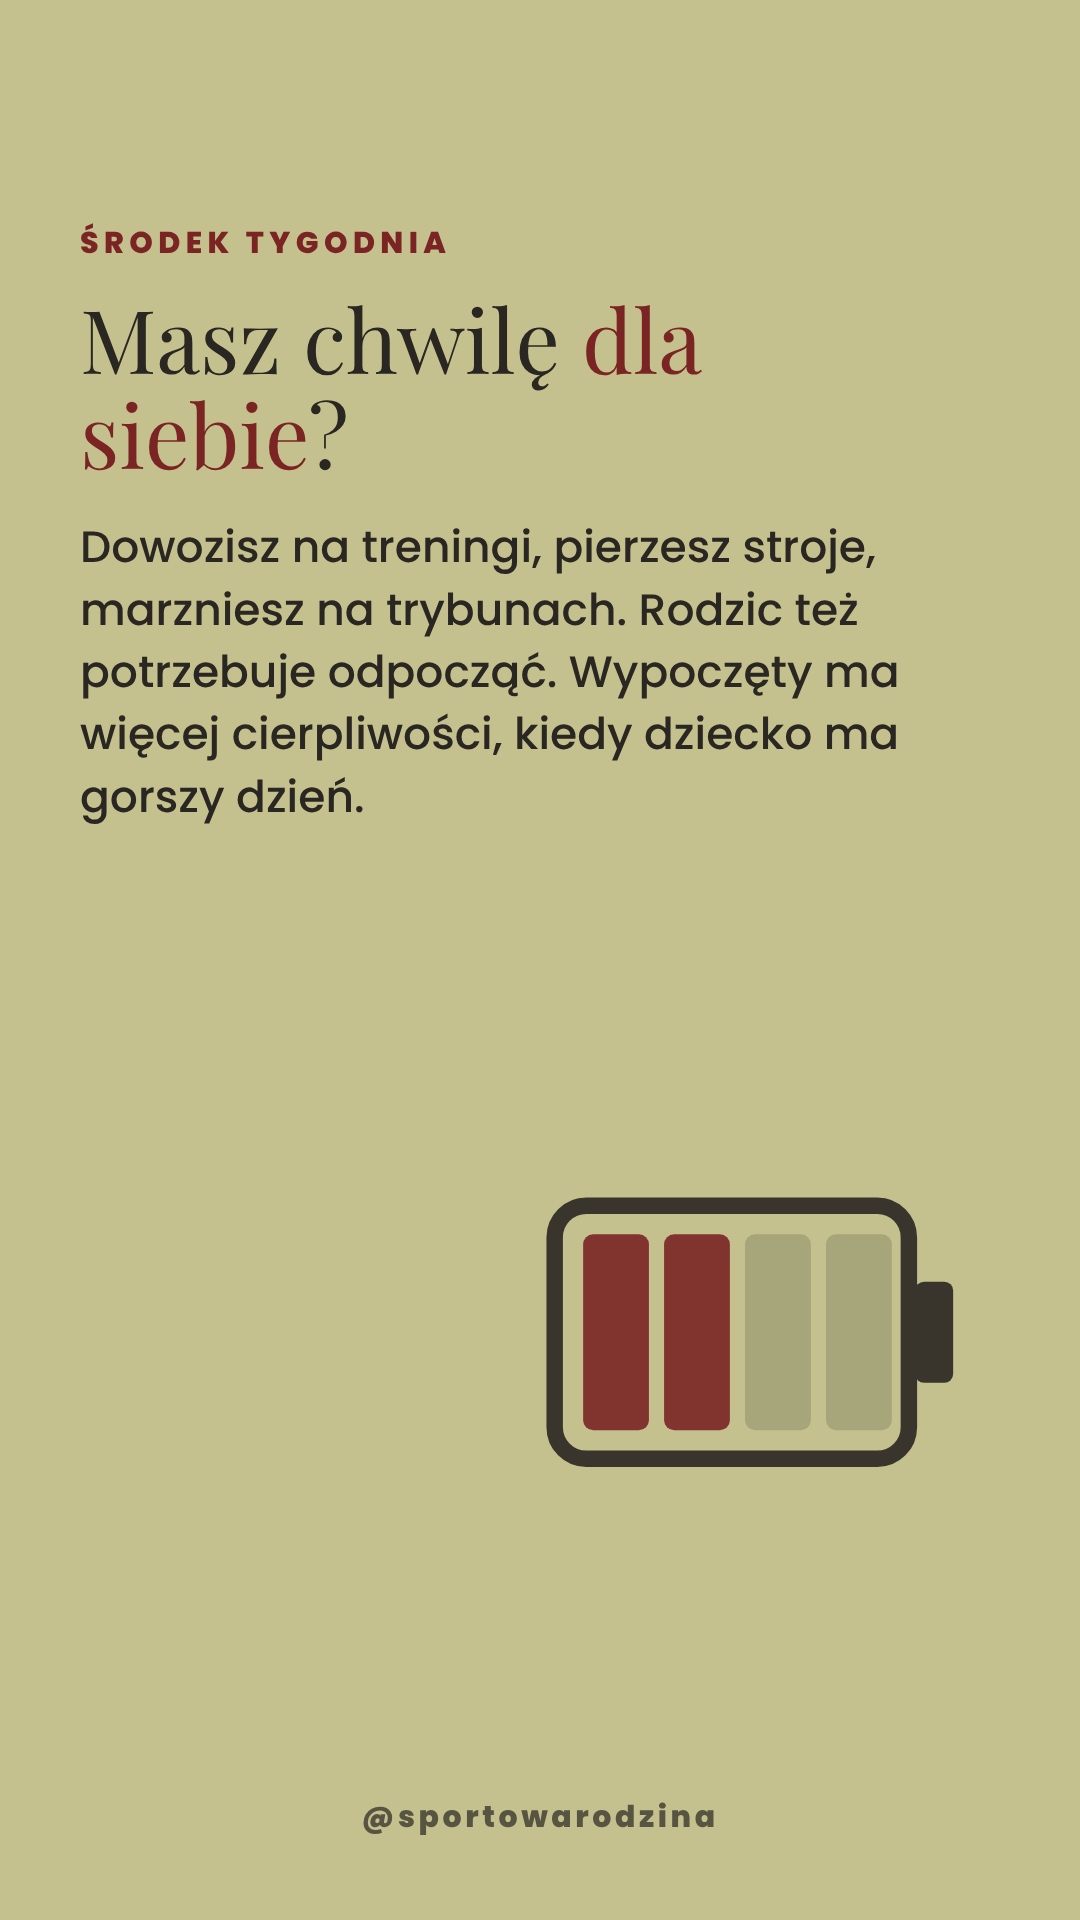 ŚRODEK TYGODNIA
Masz chwilę dla
siebie?
Dowozisz na treningi, pierzesz stroje,
marzniesz na trybunach. Rodzic też
potrzebuje odpocząć. Wypoczęty ma
więcej cierpliwości, kiedy dziecko ma
gorszy dzień.
@sportowarodzina